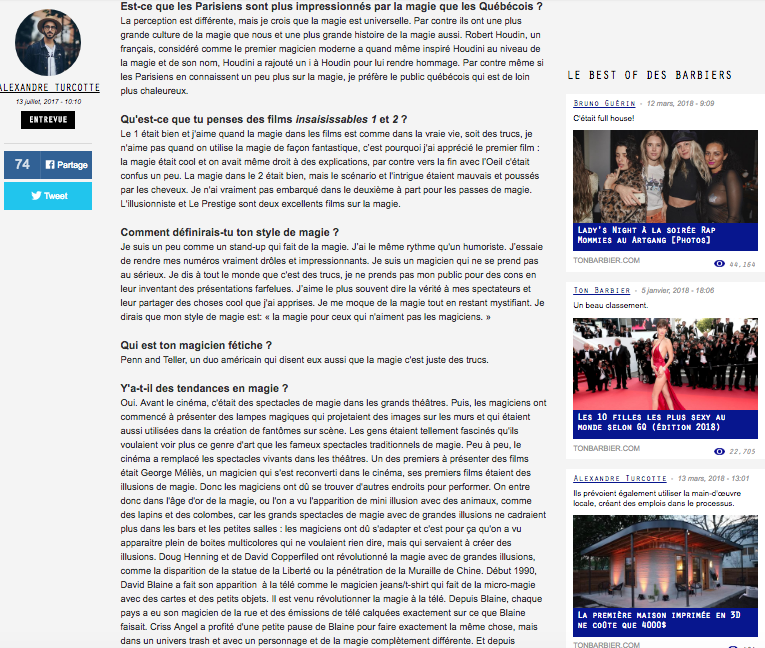 ALEXANDRE TURCOTTE
13 juillet, 2017 - 10:10
ENTREVUE
74
Partage
Tweet
Est-ce que les Parisiens sont plus impressionnés par la magie que les Québécois ?
La perception est différente, mais je crois que la magie est universelle. Par contre ils ont une plus
grande culture de la magie que nous et une plus grande histoire de la magie aussi. Robert Houdin, un
français, considéré comme le premier magicien moderne a quand même inspiré Houdini au niveau de
la magie et de son nom, Houdini a rajouté un i à Houdin pour lui rendre hommage. Par contre même si
les Parisiens en connaissent un peu plus sur la magie, je préfère le public québécois qui est de loin
plus chaleureux.
Qu'est-ce que tu penses des films insaisissables 1 et 2 ?
Le 1 était bien et j'aime quand la magie dans les films est comme dans la vraie vie, soit des trucs, je
n'aime pas quand on utilise la magie de façon fantastique, c'est pourquoi j'ai apprécié le premier film :
la magie était cool et on avait même droit à des explications, par contre vers la fin avec l'Oeil c'était
confus un peu. La magie dans le 2 était bien, mais le scénario et l'intrigue étaient mauvais et poussés
par les cheveux. Je n'ai vraiment pas embarqué dans le deuxième à part pour les passes de magie.
L'illusionniste et Le Prestige sont deux excellents films sur la magie.
Comment définirais-tu ton style de magie ?
Je suis un peu comme un stand-up qui fait de la magie. J'ai le même rythme qu'un humoriste. J'essaie
de rendre mes numéros vraiment drôles et impressionnants. Je suis un magicien qui ne se prend pas
au sérieux. Je dis à tout le monde que c'est des trucs, je ne prends pas mon public pour des cons en
leur inventant des présentations farfelues. J'aime le plus souvent dire la vérité à mes spectateurs et
leur partager des choses cool que j'ai apprises. Je me moque de la magie tout en restant mystifiant. Je
dirais que mon style de magie est: « la magie pour ceux qui n'aiment pas les magiciens. »
Qui est ton magicien fétiche ?
Penn and Teller, un duo américain qui disent eux aussi que la magie c'est juste des trucs.
Y'a-t-il des tendances en magie ?
Oui. Avant le cinéma, c'était des spectacles de magie dans les grands théâtres. Puis, les magiciens ont
commencé à présenter des lampes magiques qui projetaient des images sur les murs et qui étaient
aussi utilisées dans la création de fantômes sur scène. Les gens étaient tellement fascinés qu'ils
voulaient voir plus ce genre d'art que les fameux spectacles traditionnels de magie. Peu à peu, le
cinéma a remplacé les spectacles vivants dans les théâtres. Un des premiers à présenter des films
était George Méliès, un magicien qui s'est reconverti dans le cinéma, ses premiers films étaient des
illusions de magie. Donc les magiciens ont dû se trouver d'autres endroits pour performer. On entre
donc dans l'âge d'or de la magie, ou l'on a vu l'apparition de mini illusion avec des animaux, comme
des lapins et des colombes, car les grands spectacles de magie avec de grandes illusions ne cadraient
plus dans les bars et les petites salles : les magiciens ont dû s'adapter et c'est pour ça qu'on a vu
apparaitre plein de boites multicolores qui ne voulaient rien dire, mais qui servaient à créer des
illusions. Doug Henning et de David Copperfiled ont révolutionné la magie avec de grandes illusions,
comme la disparition de la statue de la Liberté ou la pénétration de la Muraille de Chine. Début 1990,
David Blaine a fait son apparition à la télé comme le magicien jeans/t-shirt qui fait de la micro-magie
avec des cartes et des petits objets. Il est venu révolutionner la magie à la télé. Depuis Blaine, chaque
pays a eu son magicien de la rue et des émissions de télé calquées exactement sur ce que Blaine
faisait. Criss Angel a profité d'une petite pause de Blaine pour faire exactement la même chose, mais
dans un univers trash et avec un personnage et de la magie complètement différente. Et depuis
LE BEST OF DES BARBIERS
BRUNO GUÉRIN - 12 mars, 2018 - 9:09
C'était full house!
LADY'S NIGHT À LA SOIRÉE RAP
MOMMIES AU ARTGANG [PHOTOS]
TONBARBIER.COM
44,164
TON BARBIER - 5 janvier, 2018 - 18:06
Un beau classement.
LES 10 FILLES LES PLUS SEXY AU
MONDE SELON GQ (ÉDITION 2018)
TONBARBIER.COM
22,705
ALEXANDRE TURCOTTE - 13 mars, 2018 - 13:01
Ils prévoient également utiliser la main-d'œuvre
locale, créant des emplois dans le processus.
LA PREMIÈRE MAISON IMPRIMÉE EN 3D
NE COÛTE QUE 4000$
TONBARBIER.COM